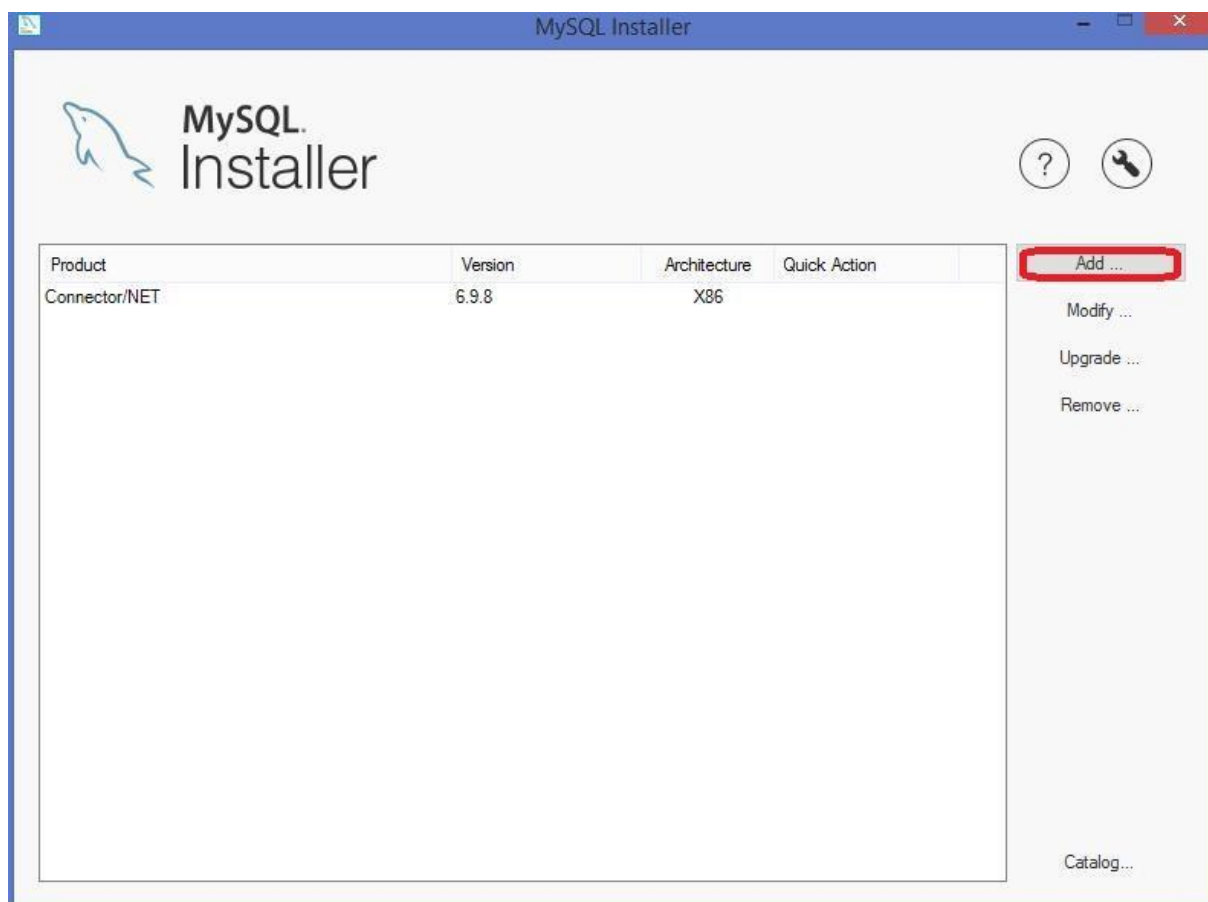 MySQL Installer
MySQL.
Installer
?
Product Version Architecture Quick Action
Connector/NET 6.9.8 X86
Add ...
Modify ...
Upgrade ...
Remove ...
Catalog...